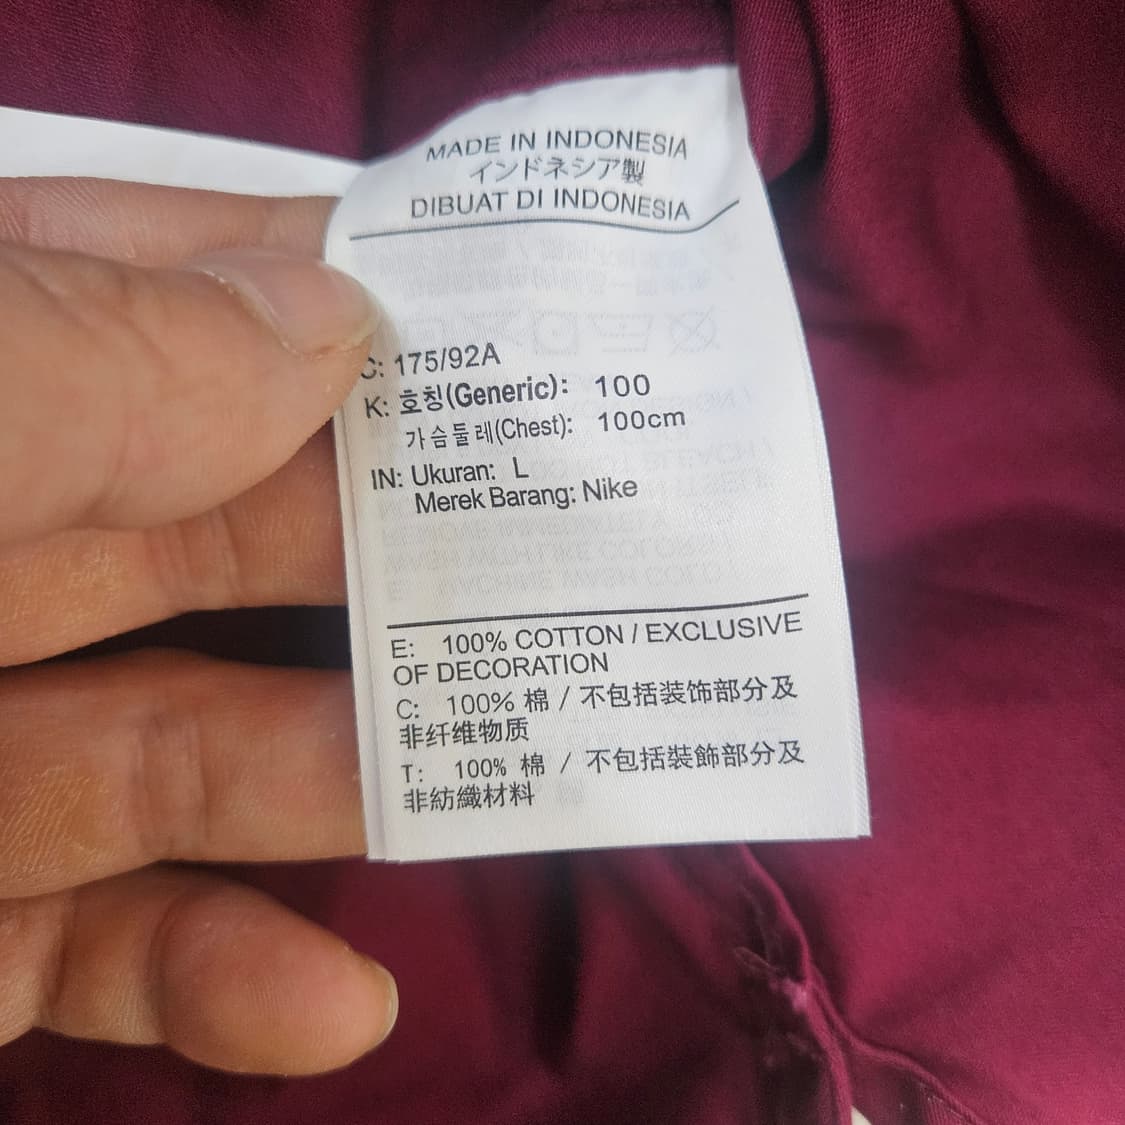 MADE IN INDONESIA
インドネシア製
DIBUAT DI INDONESIA
C: 175/92A
K: 호칭(Generic): 100
가슴둘레(Chest): 100cm
IN: Ukuran: L
Merek Barang: Nike
E: 100% COTTON / EXCLUSIVE
OF DECORATION
C: 100% 棉 / 不包括装饰部分及
非纤维物质
T: 100% 棉 / 不包括裝飾部分及
非紡織材料